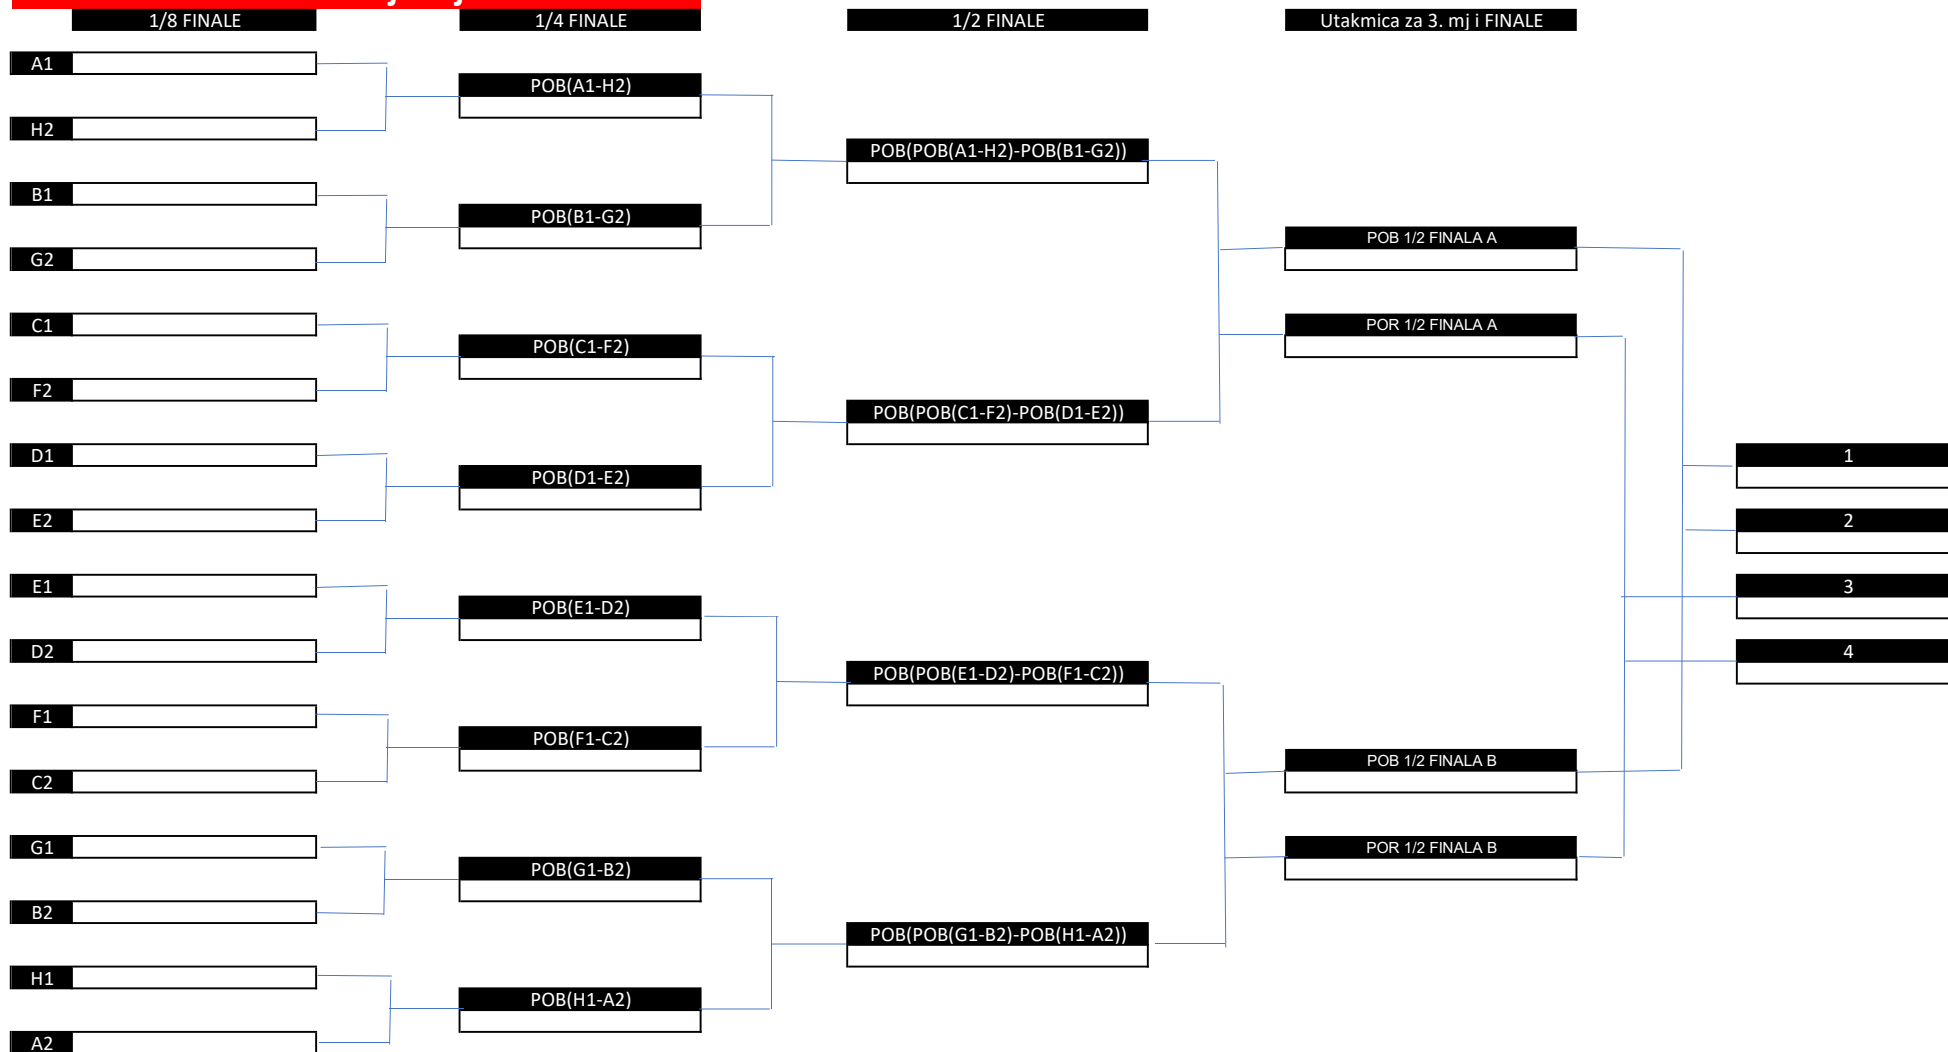 1/8 FINALE
1/4 FINALE
1/2 FINALE
Utakmica za 3. mj i FINALE
A1
H2
B1
G2
C1
F2
D1
E2
E1
D2
F1
C2
G1
B2
H1
A2
POB(A1-H2)
POB(B1-G2)
POB(C1-F2)
POB(D1-E2)
POB(E1-D2)
POB(F1-C2)
POB(G1-B2)
POB(H1-A2)
POB(POB(A1-H2)-POB(B1-G2))
POB(POB(C1-F2)-POB(D1-E2))
POB(POB(E1-D2)-POB(F1-C2))
POB(POB(G1-B2)-POB(H1-A2))
POB 1/2 FINALA A
POR 1/2 FINALA A
POB 1/2 FINALA B
POR 1/2 FINALA B
1
2
3
4